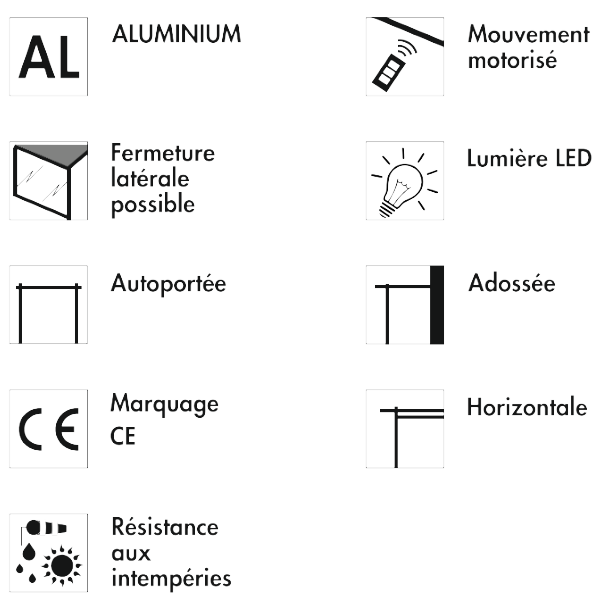 AL
ALUMINIUM
Mouvement
motorisé
Fermeture
latérale
possible
Lumière LED
Autoportée
Adossée
CE
Marquage
CE
Horizontale
Résistance
aux
intempéries